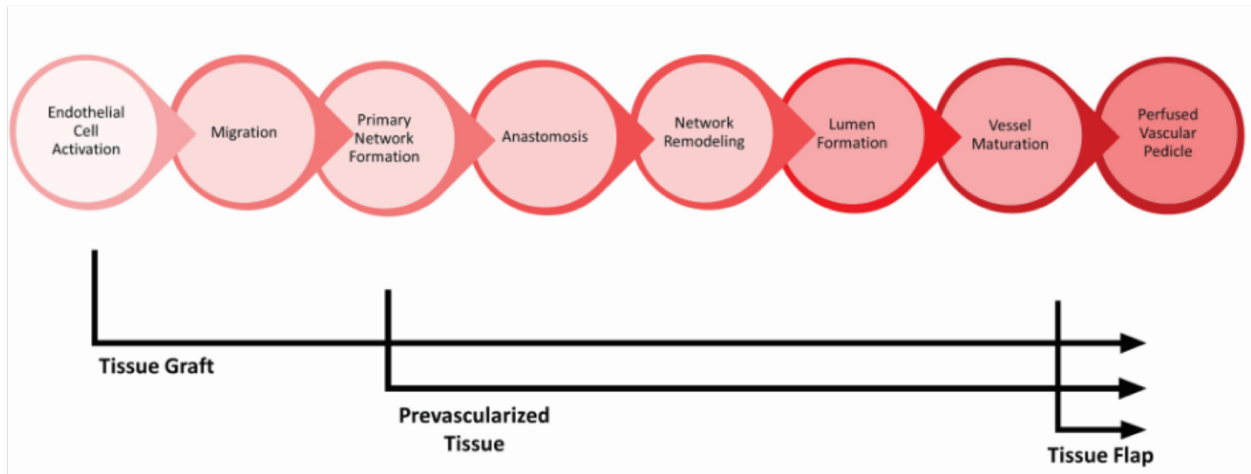 Endothelial
Cell
Activation
Migration
Primary
Network
Formation
Anastomosis
Network
Remodeling
Lumen
Formation
Vessel
Maturation
Perfused
Vascular
Pedicle
Tissue Graft
Prevascularized
Tissue
Tissue Flap